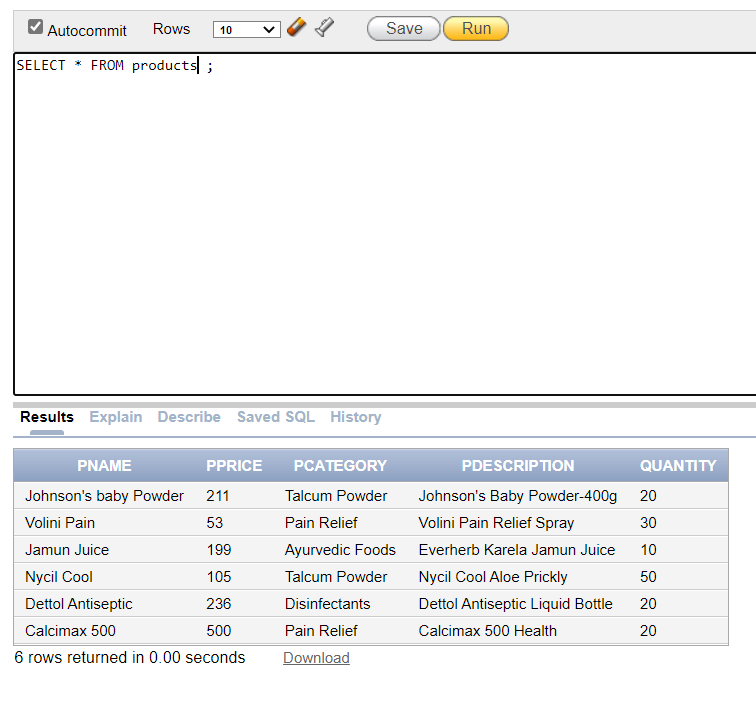 Autocommit Rows 10 Save Run
SELECT * FROM products ;
Results Explain Describe Saved SQL History
PNAME PPRICE PCATEGORY PDESCRIPTION QUANTITY
Johnson's baby Powder 211 Talcum Powder Johnson's Baby Powder-400g 20
Volini Pain 53 Pain Relief Volini Pain Relief Spray 30
Jamun Juice 199 Ayurvedic Foods Everherb Karela Jamun Juice 10
Nycil Cool 105 Talcum Powder Nycil Cool Aloe Prickly 50
Dettol Antiseptic 236 Disinfectants Dettol Antiseptic Liquid Bottle 20
Calcimax 500 500 Pain Relief Calcimax 500 Health 20
6 rows returned in 0.00 seconds Download